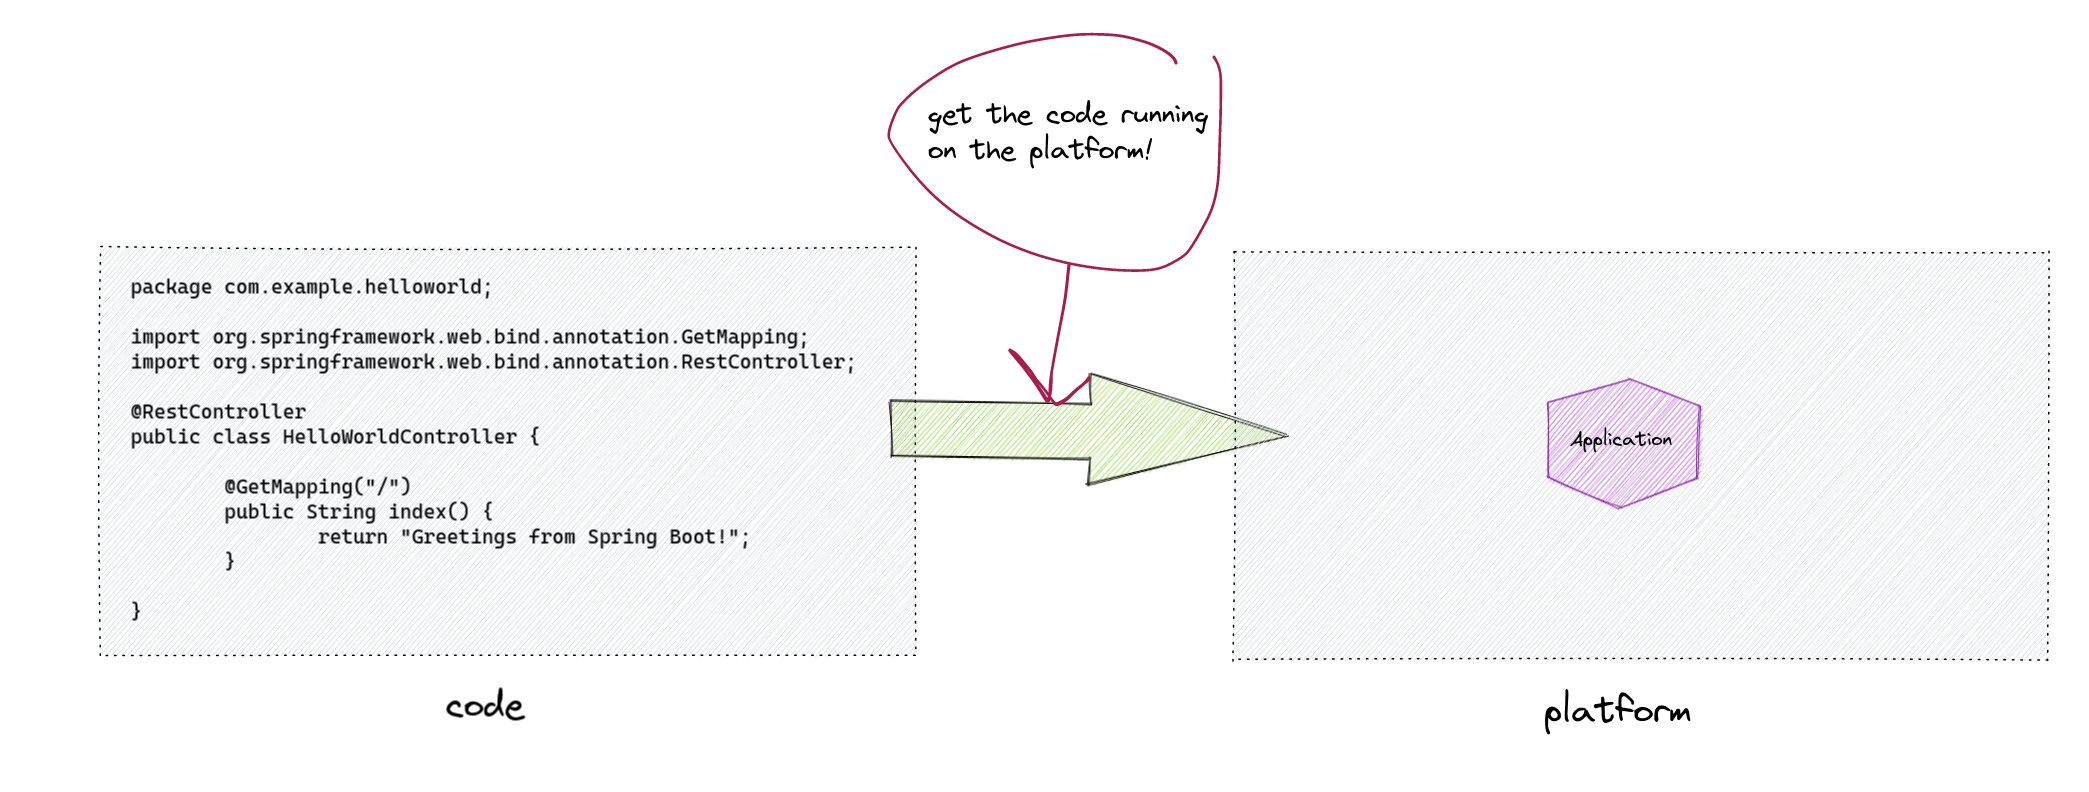 get the code running
on the platform!
package com.example.helloworld;
import org.springframework.web.bind.annotation.GetMapping;
import org.springframework.web.bind.annotation.RestController;
@RestController
public class HelloWorldController {
@GetMapping("/")
public String index() {
return "Greetings from Spring Boot!";
}
}
code
Application
platform